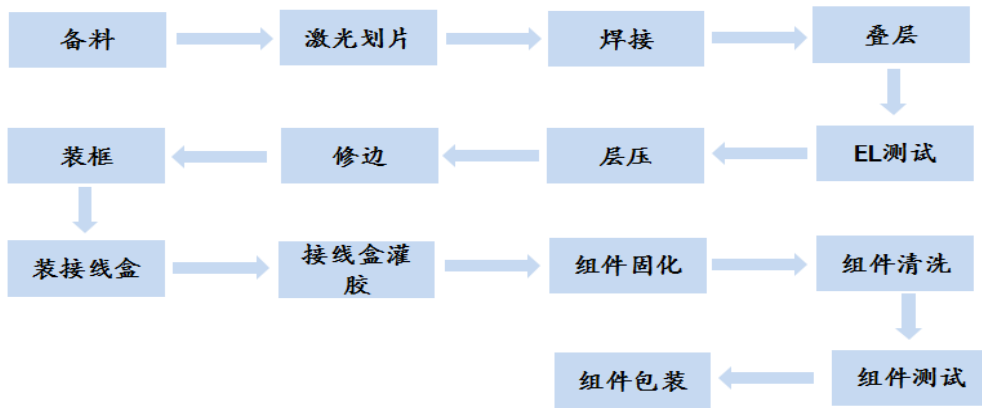 备料
激光划片
焊接
叠层
EL测试
层压
修边
装框
装接线盒
接线盒灌
胶
组件固化
组件清洗
组件测试
组件包装